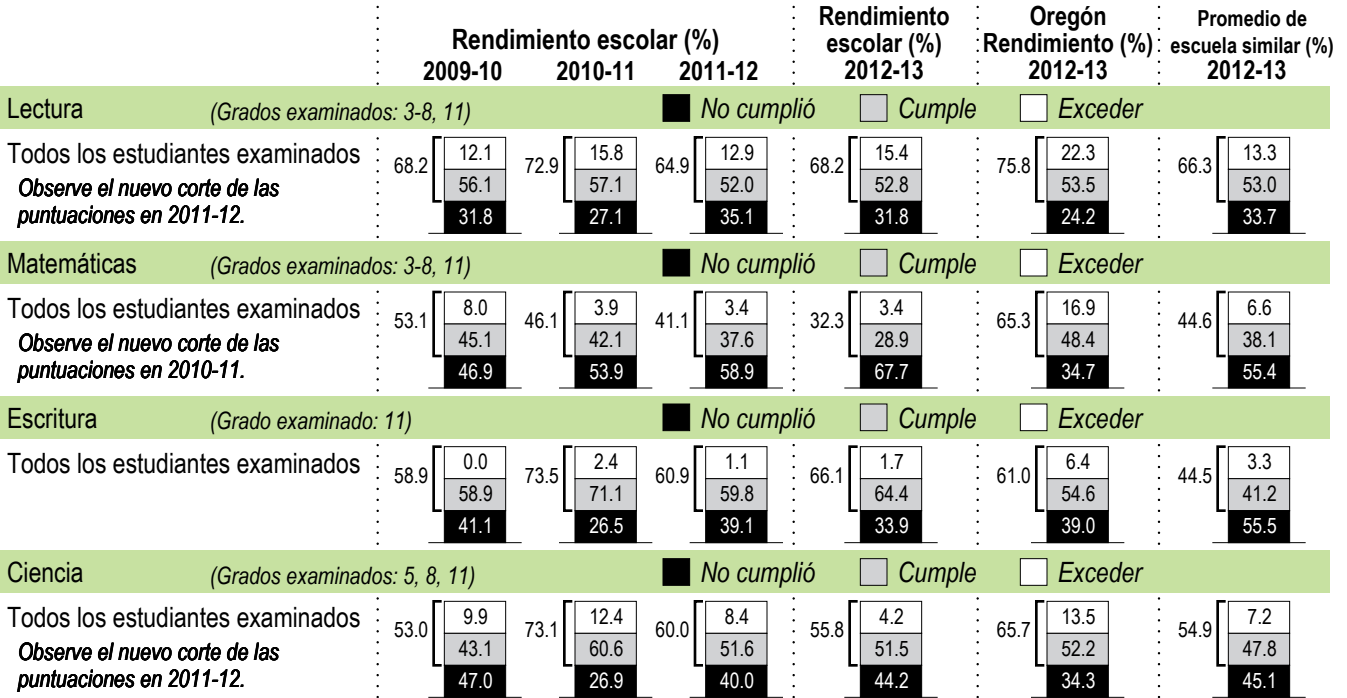 Rendimiento escolar (%)
2009-10 2010-11 2011-12
Rendimiento
escolar (%)
2012-13
Oregón
Rendimiento (%)
2012-13
Promedio de
escuela similar (%)
2012-13
Lectura (Grados examinados: 3-8, 11) No cumplió Cumple Exceder
Todos los estudiantes examinados
Observe el nuevo corte de las
puntuaciones en 2011-12.
68.2 12.1 56.1 31.8
72.9 15.8 57.1 27.1
64.9 12.9 52.0 35.1
68.2 15.4 52.8 31.8
75.8 22.3 53.5 24.2
66.3 13.3 53.0 33.7
Matemáticas (Grados examinados: 3-8, 11) No cumplió Cumple Exceder
Todos los estudiantes examinados
Observe el nuevo corte de las
puntuaciones en 2010-11.
53.1 8.0 45.1 46.9
46.1 3.9 42.1 53.9
41.1 3.4 37.6 58.9
32.3 3.4 28.9 67.7
65.3 16.9 48.4 34.7
44.6 6.6 38.1 55.4
Escritura (Grado examinado: 11) No cumplió Cumple Exceder
Todos los estudiantes examinados
58.9 0.0 58.9 41.1
73.5 2.4 71.1 26.5
60.9 1.1 59.8 39.1
66.1 1.7 64.4 33.9
61.0 6.4 54.6 39.0
44.5 3.3 41.2 55.5
Ciencia (Grados examinados: 5, 8, 11) No cumplió Cumple Exceder
Todos los estudiantes examinados
Observe el nuevo corte de las
puntuaciones en 2011-12.
53.0 9.9 43.1 47.0
73.1 12.4 60.6 26.9
60.0 8.4 51.6 40.0
55.8 4.2 51.5 44.2
65.7 13.5 52.2 34.3
54.9 7.2 47.8 45.1